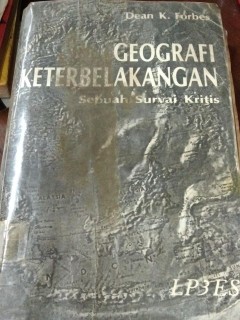 Dean K. Forbes
GEOGRAFI
KETERBELAKANGAN
Sebuah Survai Kritis
LP3ES